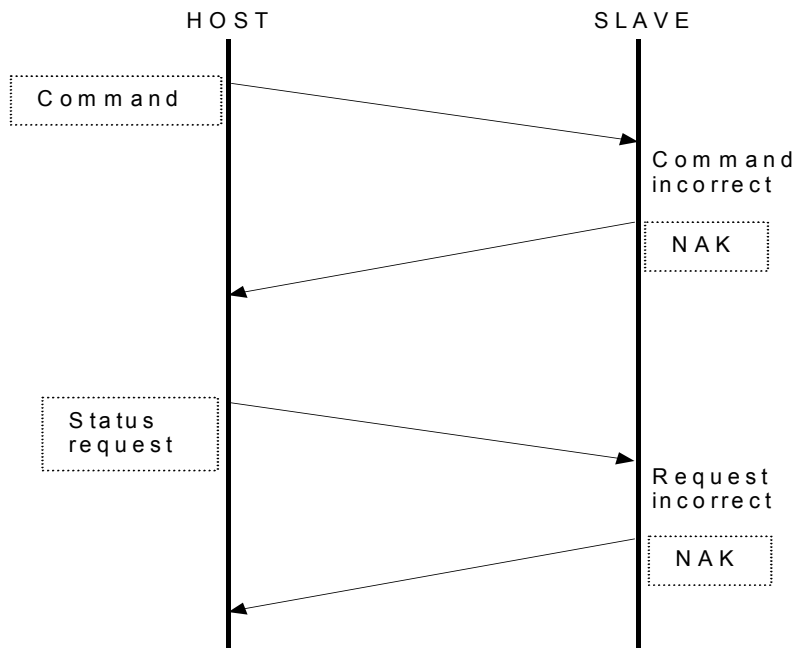 HOST
SLAVE
Command
Command
incorrect
NAK
Status
request
Request
incorrect
NAK